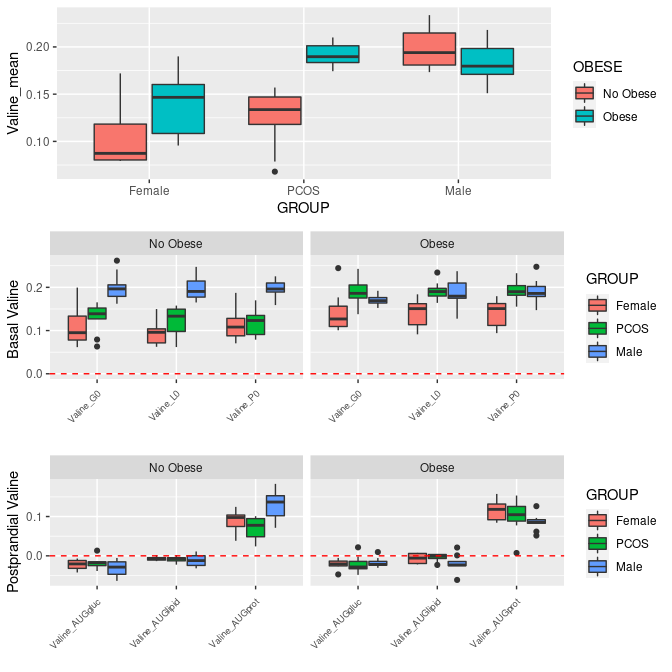 Valine_mean
0.20
0.15
0.10
Female PCOS Male
GROUP
OBESE
No Obese
Obese
Basal Valine
No Obese Obese
0.2
0.1
0.0
Valine_G0 Valine_L0 Valine_P0 Valine_G0 Valine_L0 Valine_P0
GROUP
Female
PCOS
Male
Postprandial Valine
No Obese Obese
0.1
0.0
Valine_AUGgluc Valine_AUGlipid Valine_AUGprot Valine_AUGgluc Valine_AUGlipid Valine_AUGprot
GROUP
Female
PCOS
Male